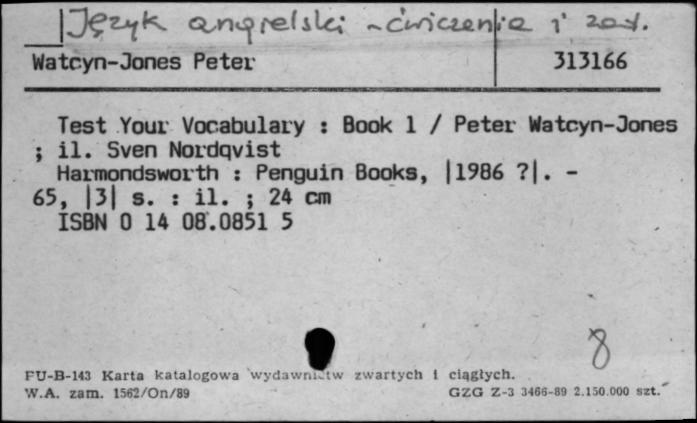 Język angielski - ćwiczenia i zad.
Watcyn-Jones Peter 313166
Test Your Vocabulary : Book 1 / Peter Watcyn-Jones
; il. Sven Nordqvist
Harmondsworth : Penguin Books, |1986 ?|. -
65, |3| s. : il. ; 24 cm
ISBN 0 14 08.0851 5
8
FU-B-143 Karta katalogowa wydawnictw zwartych i ciągłych.
W.A. zam. 1562/On/89 GZG Z-3 3466-89 2.150.000 szt.